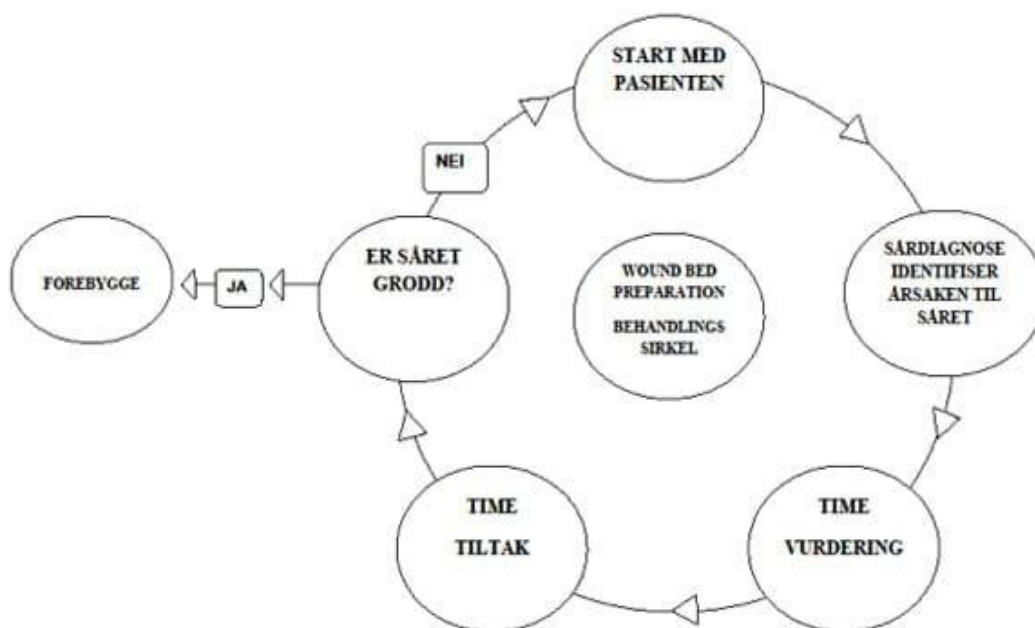 START MED
PASIENTEN
NEI
ER SÅRET
GRODD?
SÅRDIAGNOSE
IDENTIFISER
ÅRSAKEN TIL
SÅRET
WOUND BED
PREPARATION
BEHANDLINGS
SIRKEL
FOREBYGGE
JA
TIME
TILTAK
TIME
VURDERING